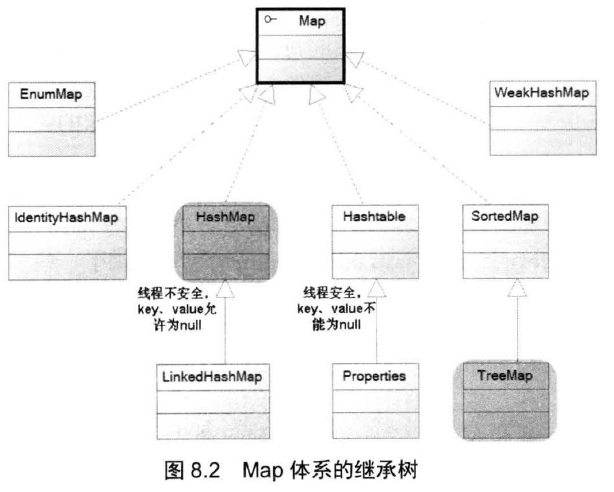 Map
EnumMap
WeakHashMap
IdentityHashMap
HashMap
Hashtable
SortedMap
线程不安全,
key、value允
许为null
线程安全,
key、value不
能为null
LinkedHashMap
Properties
TreeMap
图 8.2 Map 体系的继承树